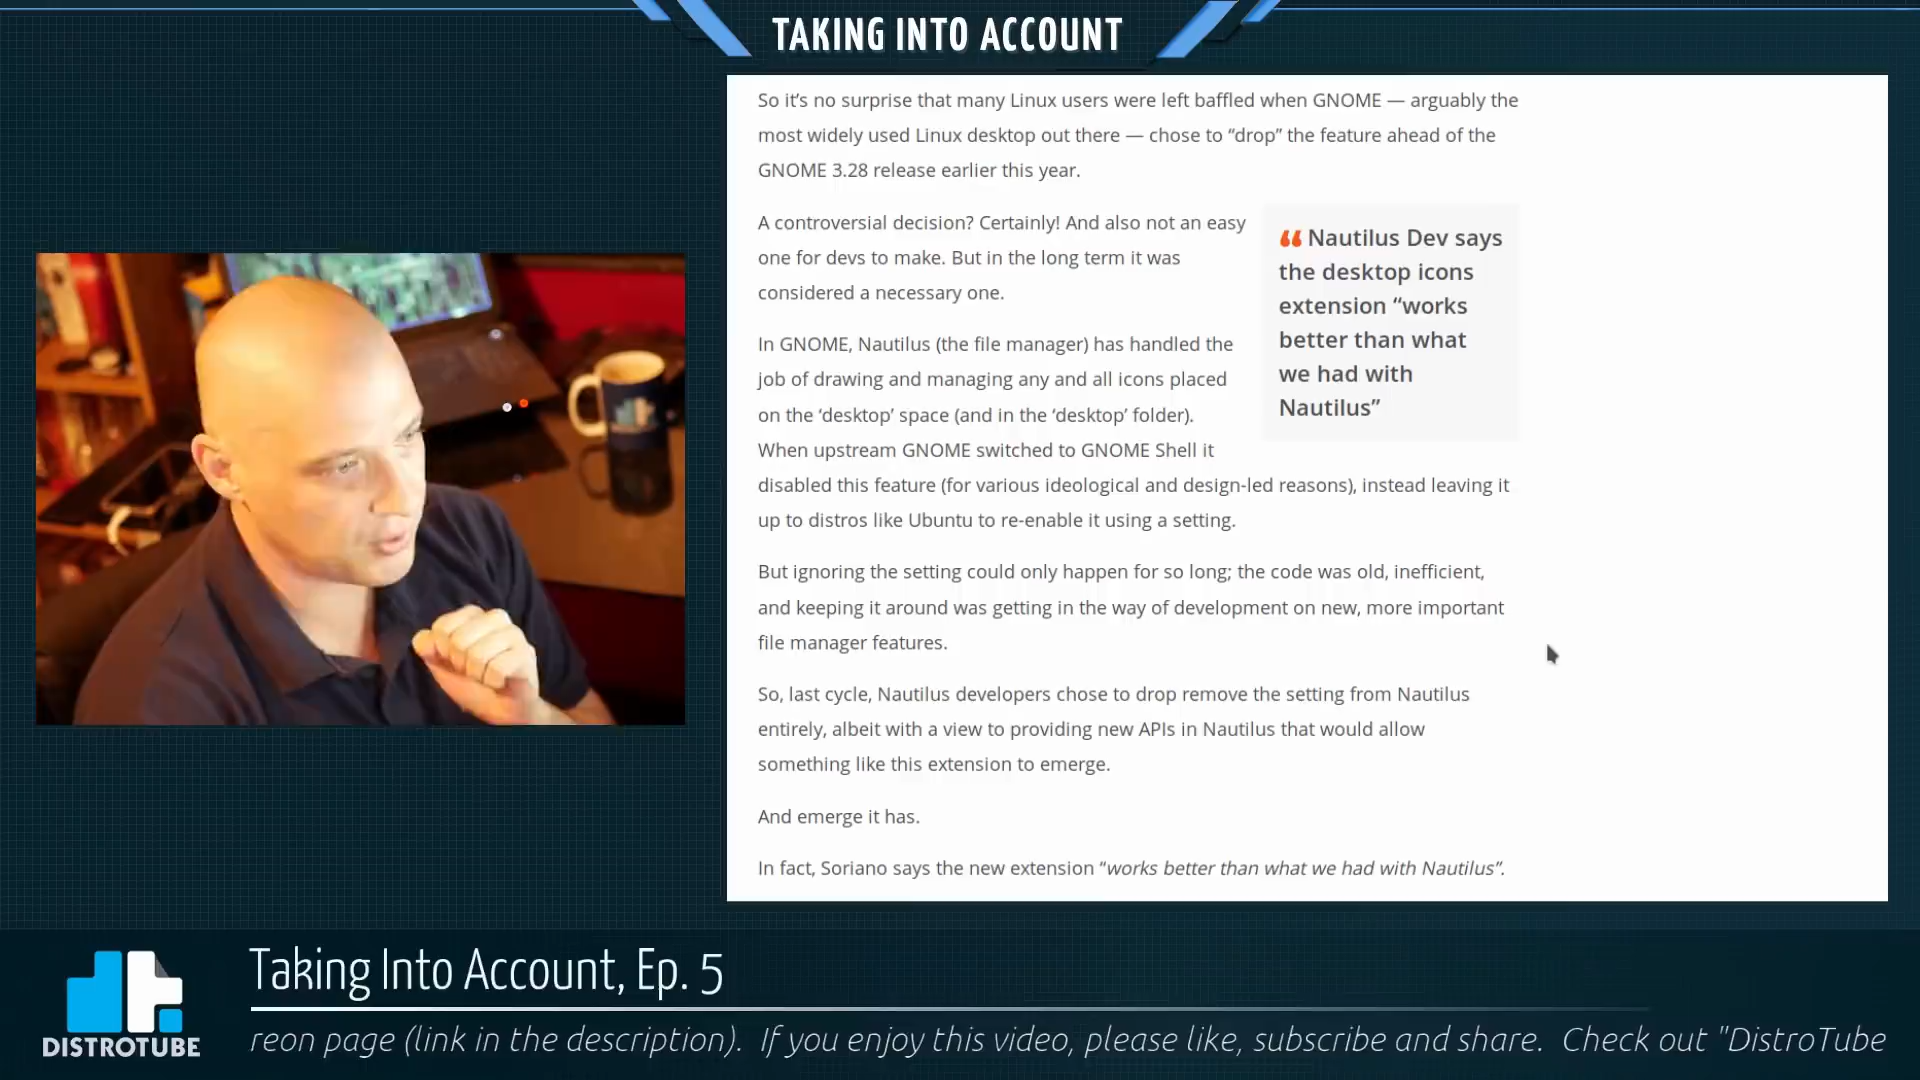 TAKING INTO ACCOUNT
So it’s no surprise that many Linux users were left baffled when GNOME — arguably the
most widely used Linux desktop out there — chose to “drop” the feature ahead of the
GNOME 3.28 release earlier this year.
A controversial decision? Certainly! And also not an easy
one for devs to make. But in the long term it was
considered a necessary one.
“Nautilus Dev says
the desktop icons
extension “works
better than what
we had with
Nautilus”
In GNOME, Nautilus (the file manager) has handled the
job of drawing and managing any and all icons placed
on the ‘desktop’ space (and in the ‘desktop’ folder).
When upstream GNOME switched to GNOME Shell it
disabled this feature (for various ideological and design-led reasons), instead leaving it
up to distros like Ubuntu to re-enable it using a setting.
But ignoring the setting could only happen for so long; the code was old, inefficient,
and keeping it around was getting in the way of development on new, more important
file manager features.
So, last cycle, Nautilus developers chose to drop remove the setting from Nautilus
entirely, albeit with a view to providing new APIs in Nautilus that would allow
something like this extension to emerge.
And emerge it has.
In fact, Soriano says the new extension “works better than what we had with Nautilus”.
Taking Into Account, Ep. 5
DISTROTUBE
reon page (link in the description).  If you enjoy this video, please like, subscribe and share.  Check out "DistroTube